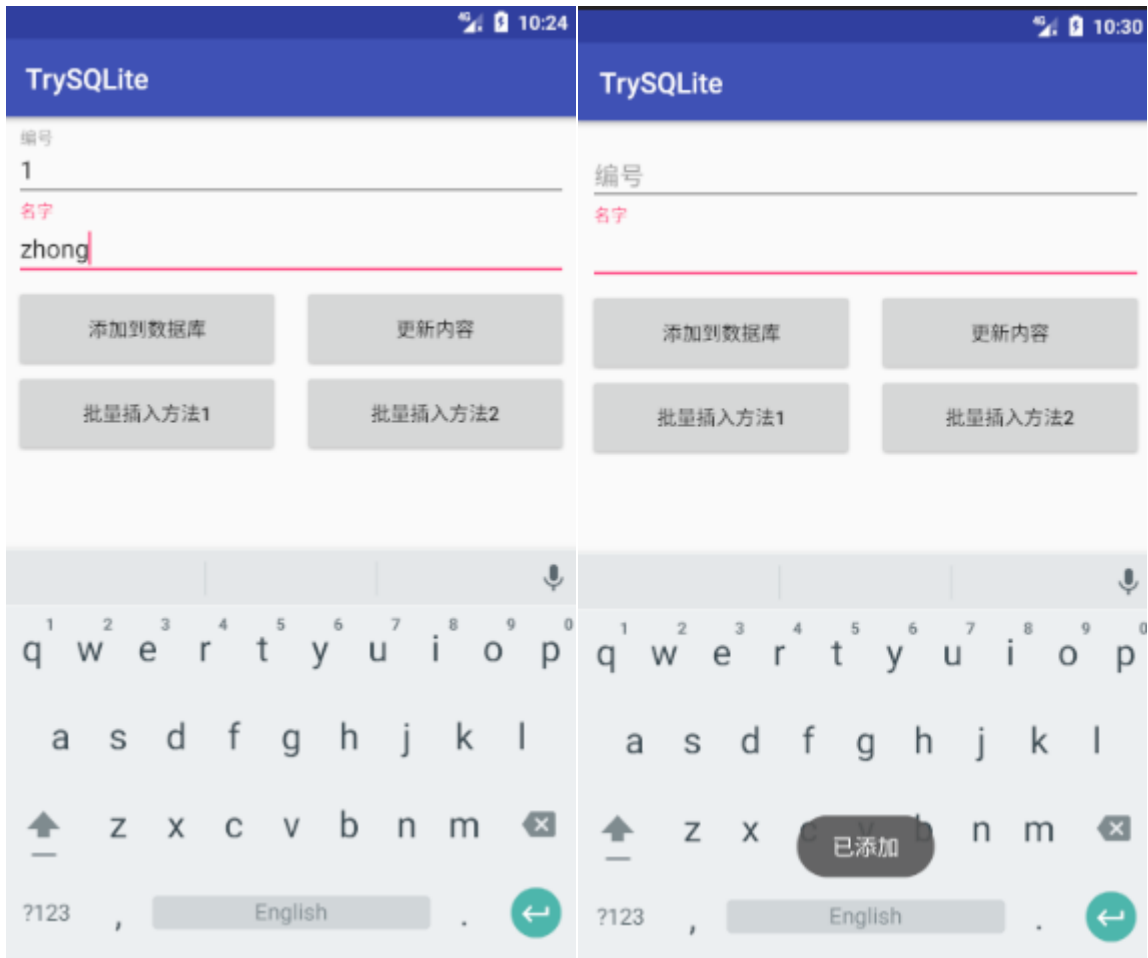 4G 10:24
TrySQLite
编号
1
名字
zhong
添加到数据库 更新内容
批量插入方法1 批量插入方法2
1 2 3 4 5 6 7 8 9 0
q w e r t y u i o p
a s d f g h j k l
z x c v b n m
?123 , English .
4G 10:30
TrySQLite
编号
名字
添加到数据库 更新内容
批量插入方法1 批量插入方法2
1 2 3 4 5 6 7 8 9 0
q w e r t y u i o p
a s d f g h j k l
z x c v b n m
已添加
?123 , English .